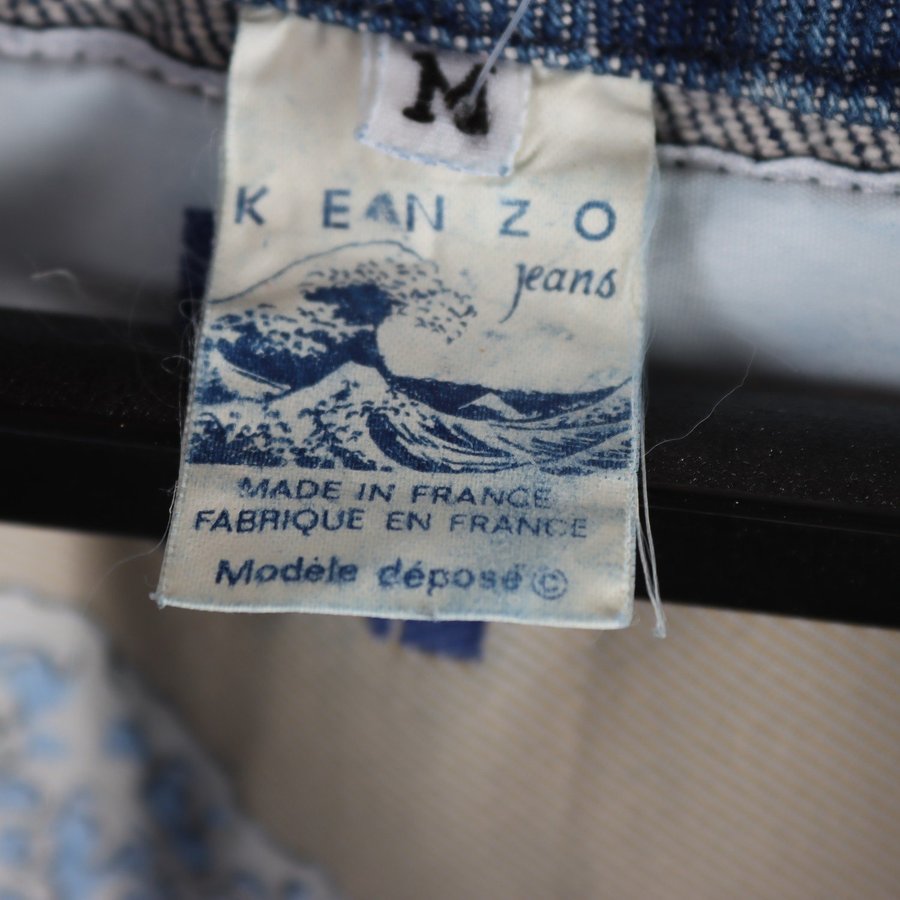 M
KENZO
jeans
MADE IN FRANCE
FABRIQUE EN FRANCE
Modèle déposé ©